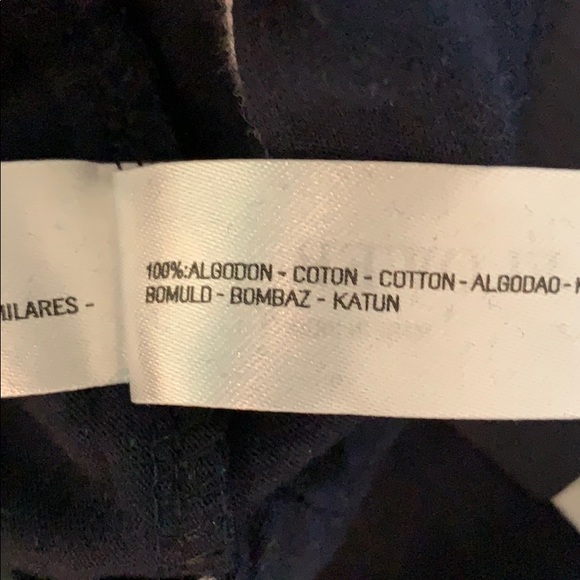 100%:ALGODON - COTON - COTTON - ALGODAO -
BOMULD - BOMBAZ - KATUN
MILARES -